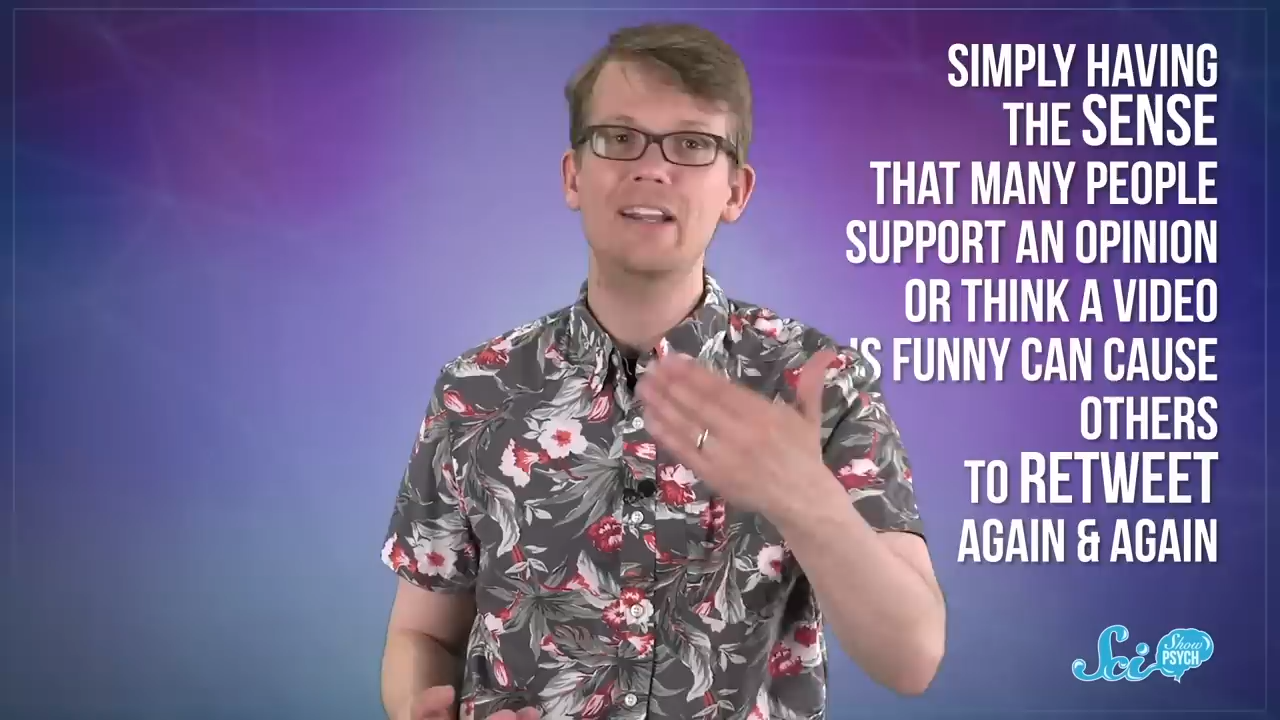 SIMPLY HAVING
THE SENSE
THAT MANY PEOPLE
SUPPORT AN OPINION
OR THINK A VIDEO
IS FUNNY CAN CAUSE
OTHERS
TO RETWEET
AGAIN & AGAIN
Sci Show
PSYCH